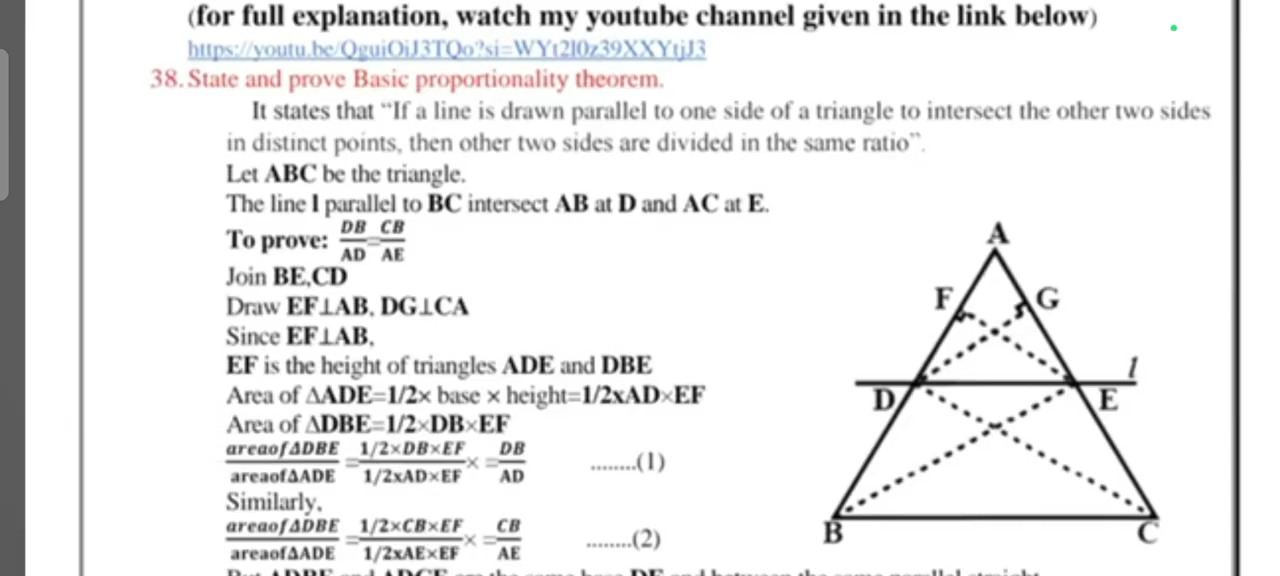 (for full explanation, watch my youtube channel given in the link below)
https://youtu.be/QguiOiJ3TQo?si=WYt2I0z39XXYtjJ3
38. State and prove Basic proportionality theorem.
It states that “If a line is drawn parallel to one side of a triangle to intersect the other two sides
in distinct points, then other two sides are divided in the same ratio”.
Let ABC be the triangle.
The line l parallel to BC intersect AB at D and AC at E.
To prove: DB/AD = CB/AE
Join BE,CD
Draw EF⊥AB, DG⊥CA
Since EF⊥AB,
EF is the height of triangles ADE and DBE
Area of ΔADE=1/2× base × height=1/2xAD×EF
Area of ΔDBE=1/2×DB×EF
areaofΔDBE/areaofΔADE = 1/2×DB×EF/1/2xAD×EF × = DB/AD ........(1)
Similarly,
areaofΔDBE/areaofΔADE = 1/2×CB×EF/1/2xAE×EF × = CB/AE ........(2)
A
F G
l
D E
B C